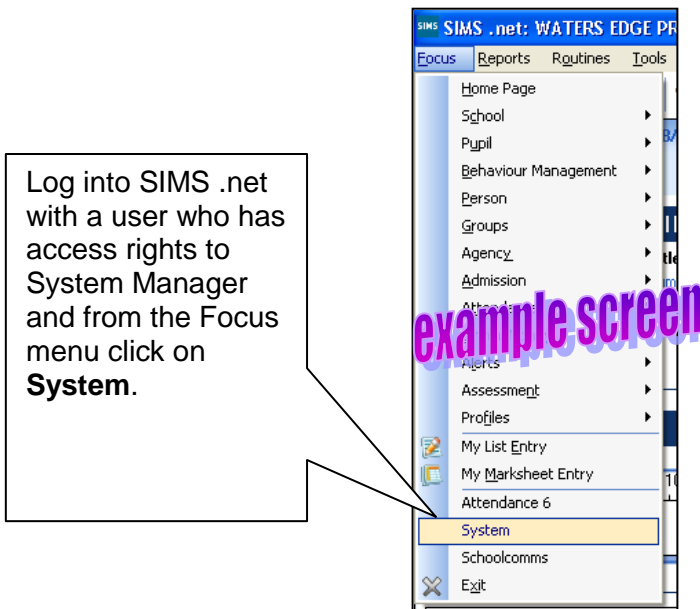 SIMS SIMS .net: WATERS EDGE PR
Focus Reports Routines Tools
Home Page
School
Pupil
Behaviour Management
Person
Groups
Agency
Admission
example screen
Alerts
Assessment
Profiles
My List Entry
My Marksheet Entry
Attendance 6
System
Schoolcomms
Exit
Log into SIMS .net
with a user who has
access rights to
System Manager
and from the Focus
menu click on
System.